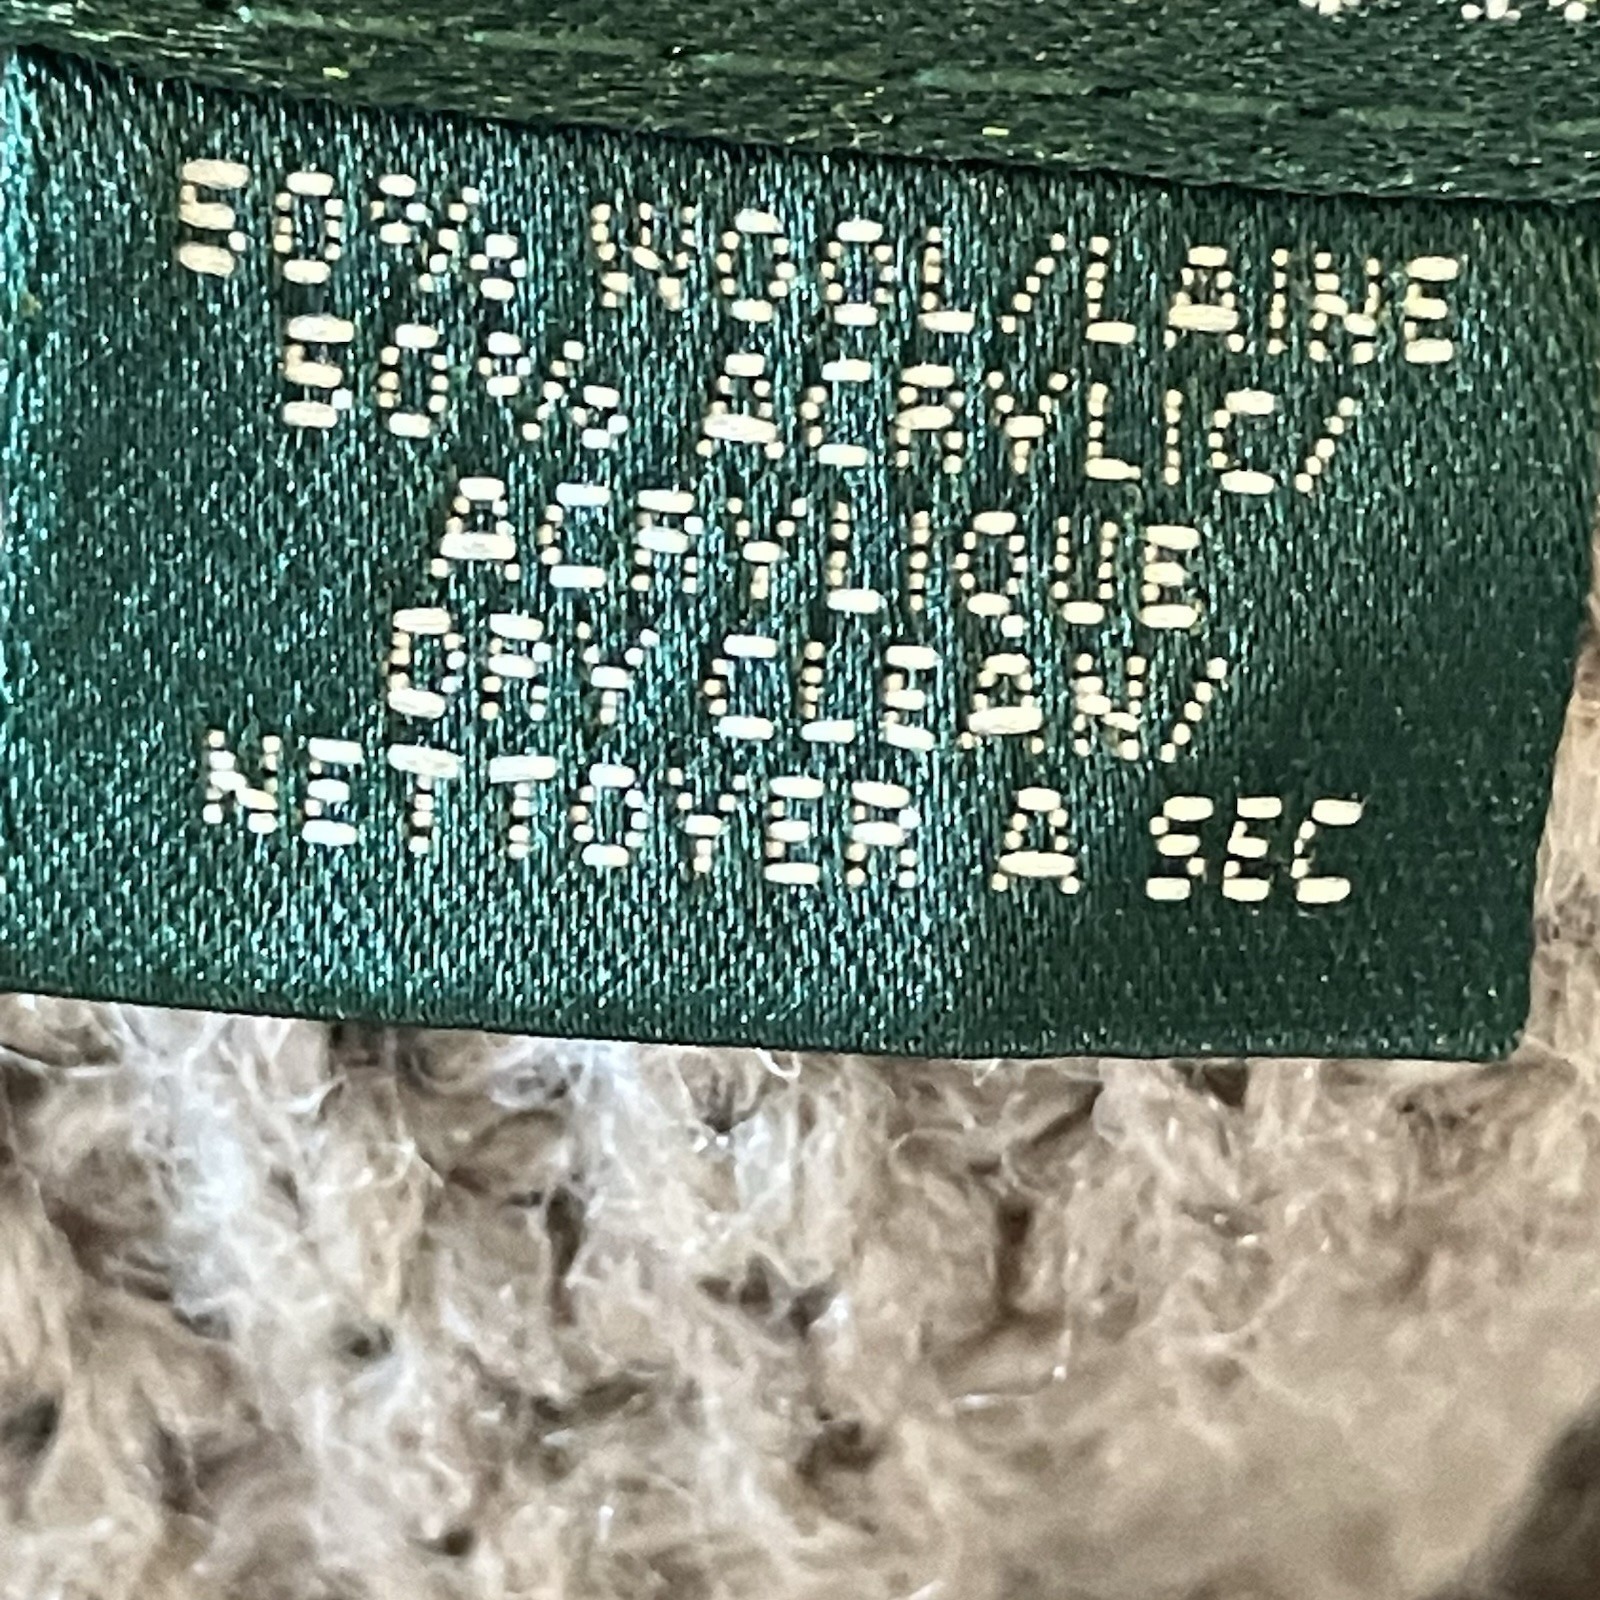 50% WOOL/LAINE
50% ACRYLIC/
ACRYLIQUE
DRY CLEAN/
NETTOYER A SEC